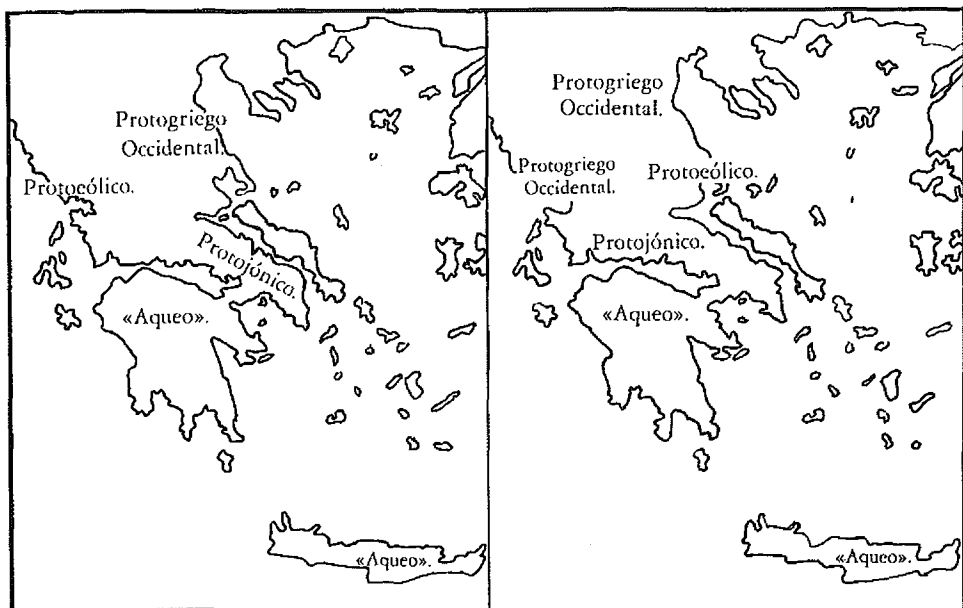 Protogriego
Occidental.
Protoeólico.
Protojónico.
«Aqueo».
«Aqueo».
Protogriego
Occidental.
Protogriego
Occidental.
Protoeólico.
Protojónico.
«Aqueo».
«Aqueo».